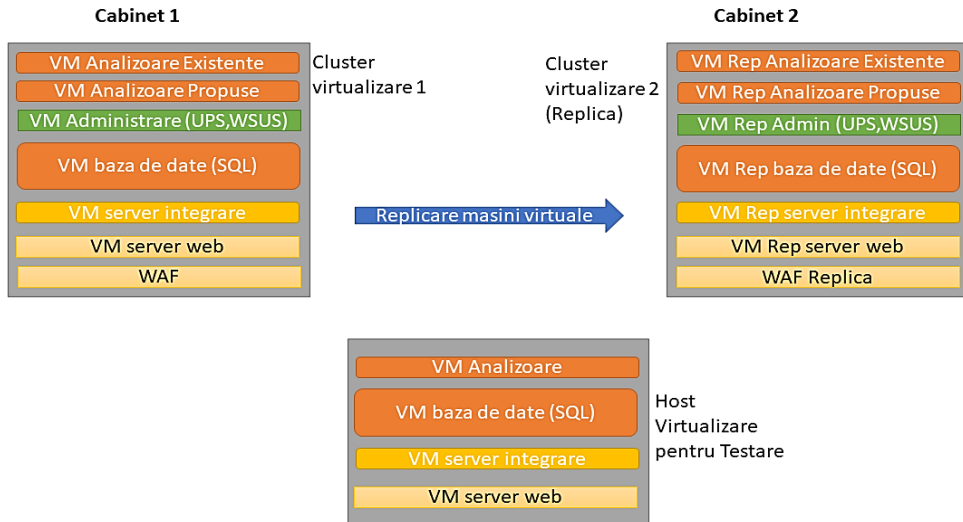 Cabinet 1
VM Analizoare Existente
VM Analizoare Propuse
VM Administrare (UPS,WSUS)
VM baza de date (SQL)
VM server integrare
VM server web
WAF
Cluster
virtualizare 1
Replicare masini virtuale
Cluster
virtualizare 2
(Replica)
Cabinet 2
VM Rep Analizoare Existente
VM Rep Analizoare Propuse
VM Rep Admin (UPS,WSUS)
VM Rep baza de date (SQL)
VM Rep server integrare
VM Rep server web
WAF Replica
VM Analizoare
VM baza de date (SQL)
VM server integrare
VM server web
Host
Virtualizare
pentru Testare